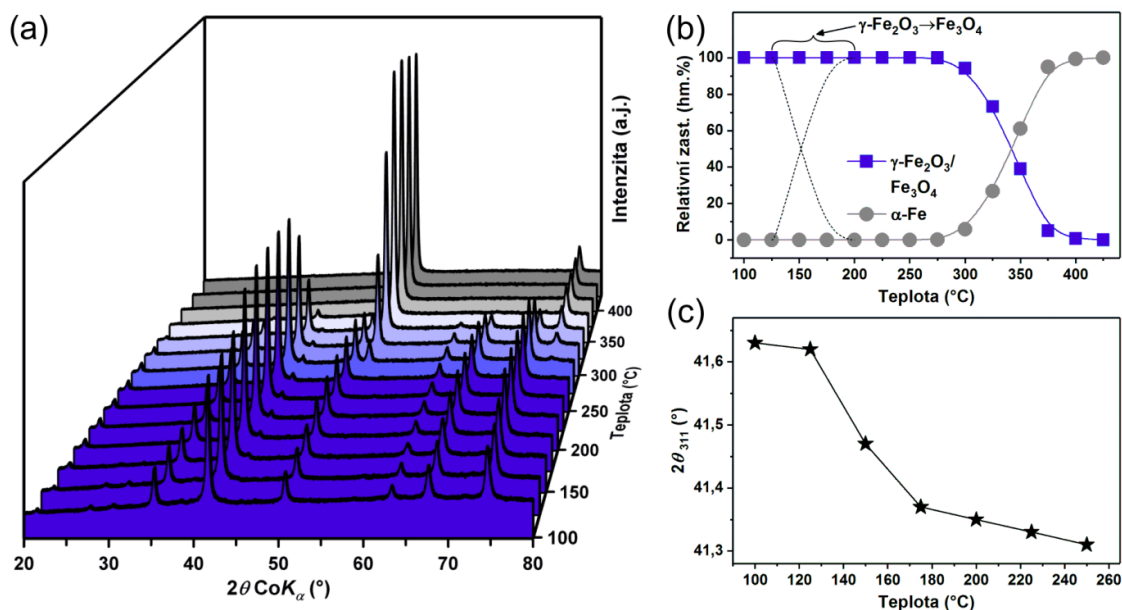 (a)
Intenzita (a.j.)
400
350
300
250
200
150
100
Teplota (°C)
20 30 40 50 60 70 80
2θ CoKα (°)
(b)
γ-Fe₂O₃→Fe₃O₄
100
80
60
40
20
0
Relativní zast. (hm.%)
γ-Fe₂O₃/
Fe₃O₄
α-Fe
100 150 200 250 300 350 400
Teplota (°C)
(c)
41,6
41,5
41,4
41,3
2θ₃₁₁ (°)
100 120 140 160 180 200 220 240 260
Teplota (°C)